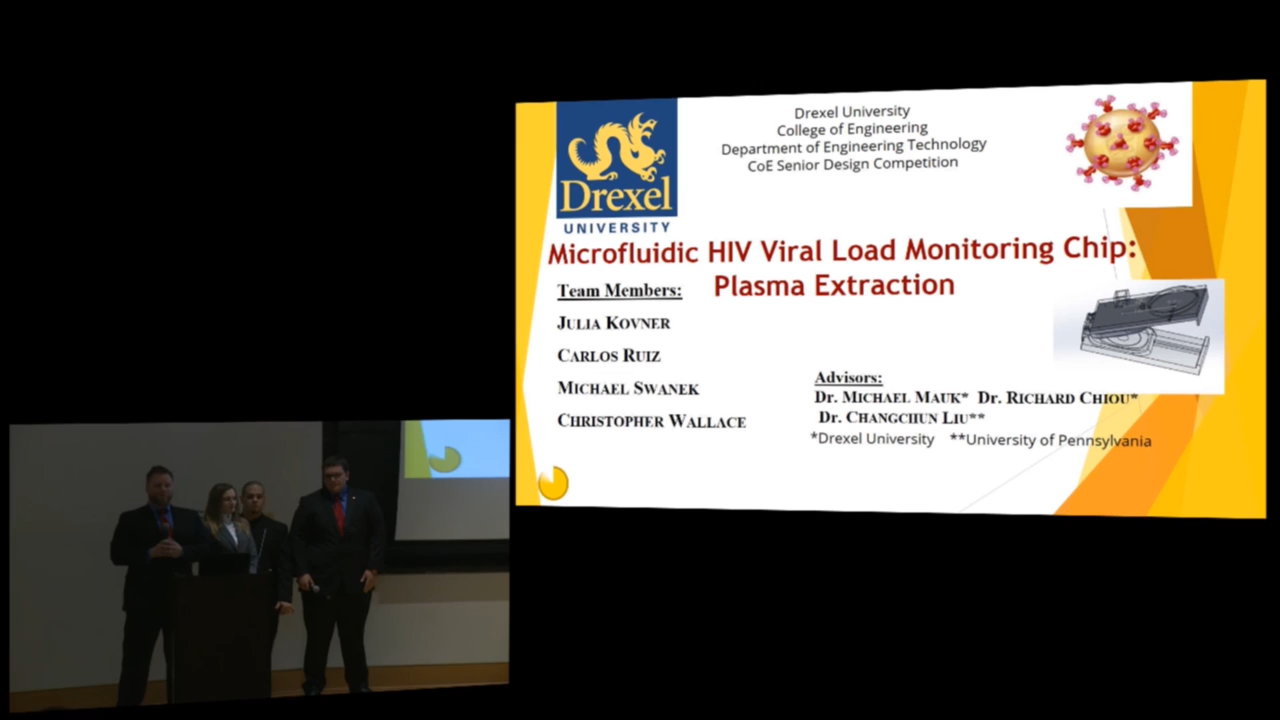 Drexel
UNIVERSITY
Drexel University
College of Engineering
Department of Engineering Technology
CoE Senior Design Competition
Microfluidic HIV Viral Load Monitoring Chip:
Plasma Extraction
Team Members:
JULIA KOVNER
CARLOS RUIZ
MICHAEL SWANEK
CHRISTOPHER WALLACE
Advisors:
Dr. MICHAEL MAUK* Dr. RICHARD CHIOU*
Dr. CHANGCHUN LIU**
*Drexel University **University of Pennsylvania